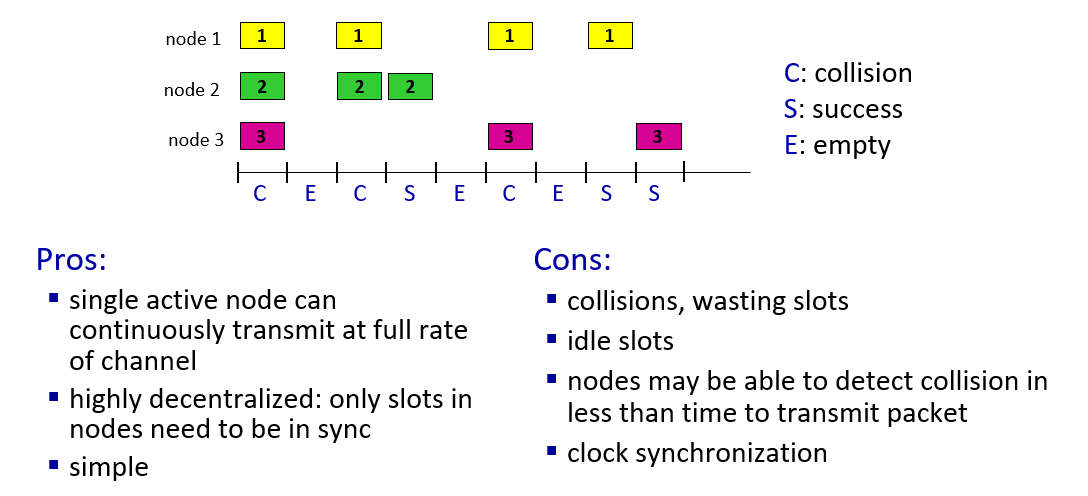 node 1 1 1 1 1
node 2 2 2 2
node 3 3 3 3
C E C S E C E S S
C: collision
S: success
E: empty
Pros:
▪ single active node can
continuously transmit at full rate
of channel
▪ highly decentralized: only slots in
nodes need to be in sync
▪ simple
Cons:
▪ collisions, wasting slots
▪ idle slots
▪ nodes may be able to detect collision in
less than time to transmit packet
▪ clock synchronization